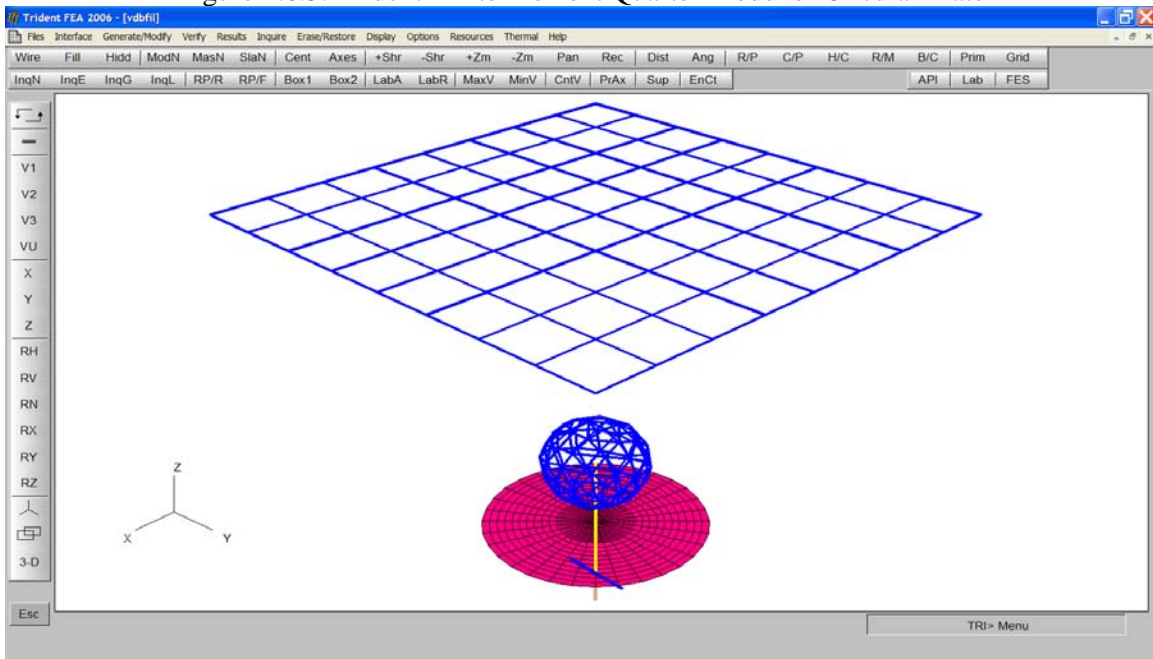 Trident FEA 2006 - [vdbfil]
Files Interface Generate/Modify Verify Results Inquire Erase/Restore Display Options Resources Thermal Help
Wire Fill Hidd ModN MasN SlaN Cent Axes +Shr -Shr +Zm -Zm Pan Rec Dist Ang R/P C/P H/C R/M B/C Prim Grid
InqN InqE InqG InqL RP/R RP/F Box1 Box2 LabA LabR MaxV MinV CntV PrAx Sup EnCt API Lab FES
V1
V2
V3
VU
X
Y
Z
RH
RV
RN
RX
RY
RZ
3-D
Esc
Z
X Y
TRI> Menu